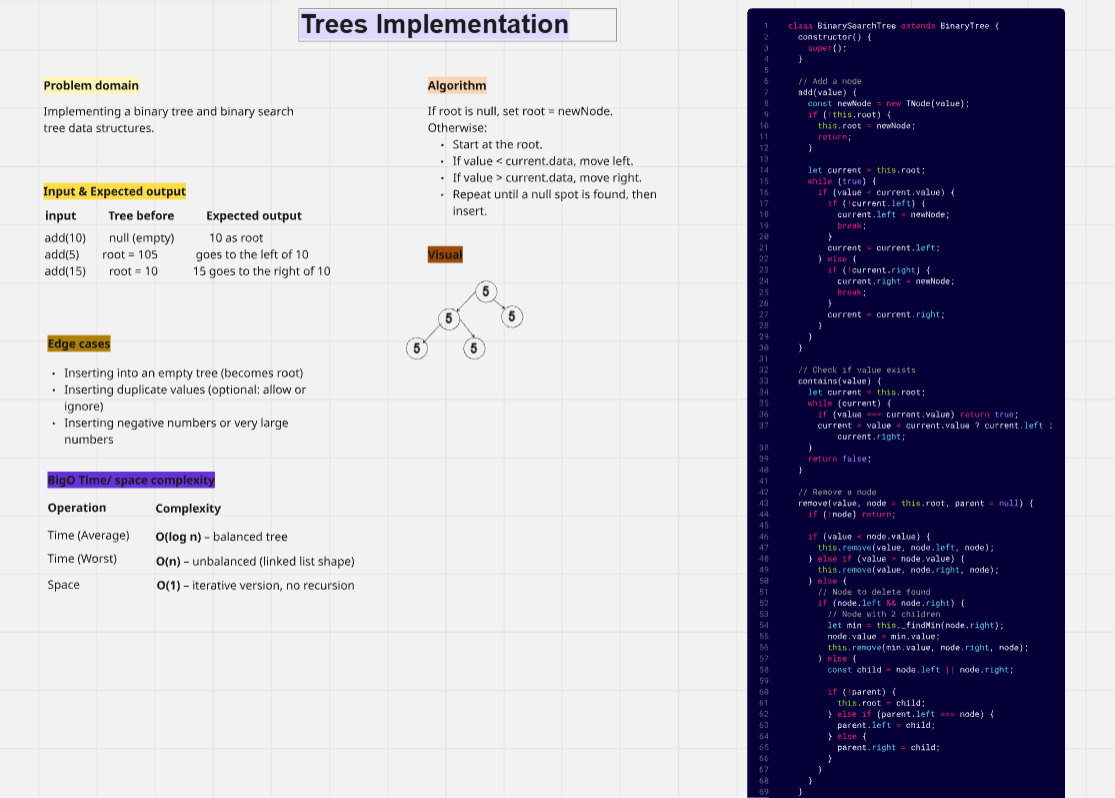 Trees Implementation
Problem domain
Implementing a binary tree and binary search
tree data structures.
Input & Expected output
input Tree before Expected output
add(10) null (empty) 10 as root
add(5) root = 105 goes to the left of 10
add(15) root = 10 15 goes to the right of 10
Edge cases
• Inserting into an empty tree (becomes root)
• Inserting duplicate values (optional: allow or
ignore)
• Inserting negative numbers or very large
numbers
BigO Time/ space complexity
Operation Complexity
Time (Average) O(log n) – balanced tree
Time (Worst) O(n) – unbalanced (linked list shape)
Space O(1) – iterative version, no recursion
Algorithm
If root is null, set root = newNode.
Otherwise:
• Start at the root.
• If value < current.data, move left.
• If value > current.data, move right.
• Repeat until a null spot is found, then
insert.
Visual
5
5 5
5 5
1 class BinarySearchTree extends BinaryTree {
2 constructor() {
3 super();
4 }
5
6 // Add a node
7 add(value) {
8 const newNode = new TNode(value);
9 if (!this.root) {
10 this.root = newNode;
11 return;
12 }
13
14 let current = this.root;
15 while (true) {
16 if (value < current.value) {
17 if (!current.left) {
18 current.left = newNode;
19 break;
20 }
21 current = current.left;
22 } else {
23 if (!current.right) {
24 current.right = newNode;
25 break;
26 }
27 current = current.right;
28 }
29 }
30 }
31
32 // Check if value exists
33 contains(value) {
34 let current = this.root;
35 while (current) {
36 if (value === current.value) return true;
37 current = value < current.value ? current.left :
current.right;
38 }
39 return false;
40 }
41
42 // Remove a node
43 remove(value, node = this.root, parent = null) {
44 if (!node) return;
45
46 if (value < node.value) {
47 this.remove(value, node.left, node);
48 } else if (value > node.value) {
49 this.remove(value, node.right, node);
50 } else {
51 // Node to delete found
52 if (node.left && node.right) {
53 // Node with 2 children
54 let min = this._findMin(node.right);
55 node.value = min.value;
56 this.remove(min.value, node.right, node);
57 } else {
58 const child = node.left || node.right;
59
60 if (!parent) {
61 this.root = child;
62 } else if (parent.left === node) {
63 parent.left = child;
64 } else {
65 parent.right = child;
66 }
67 }
68 }
69 }